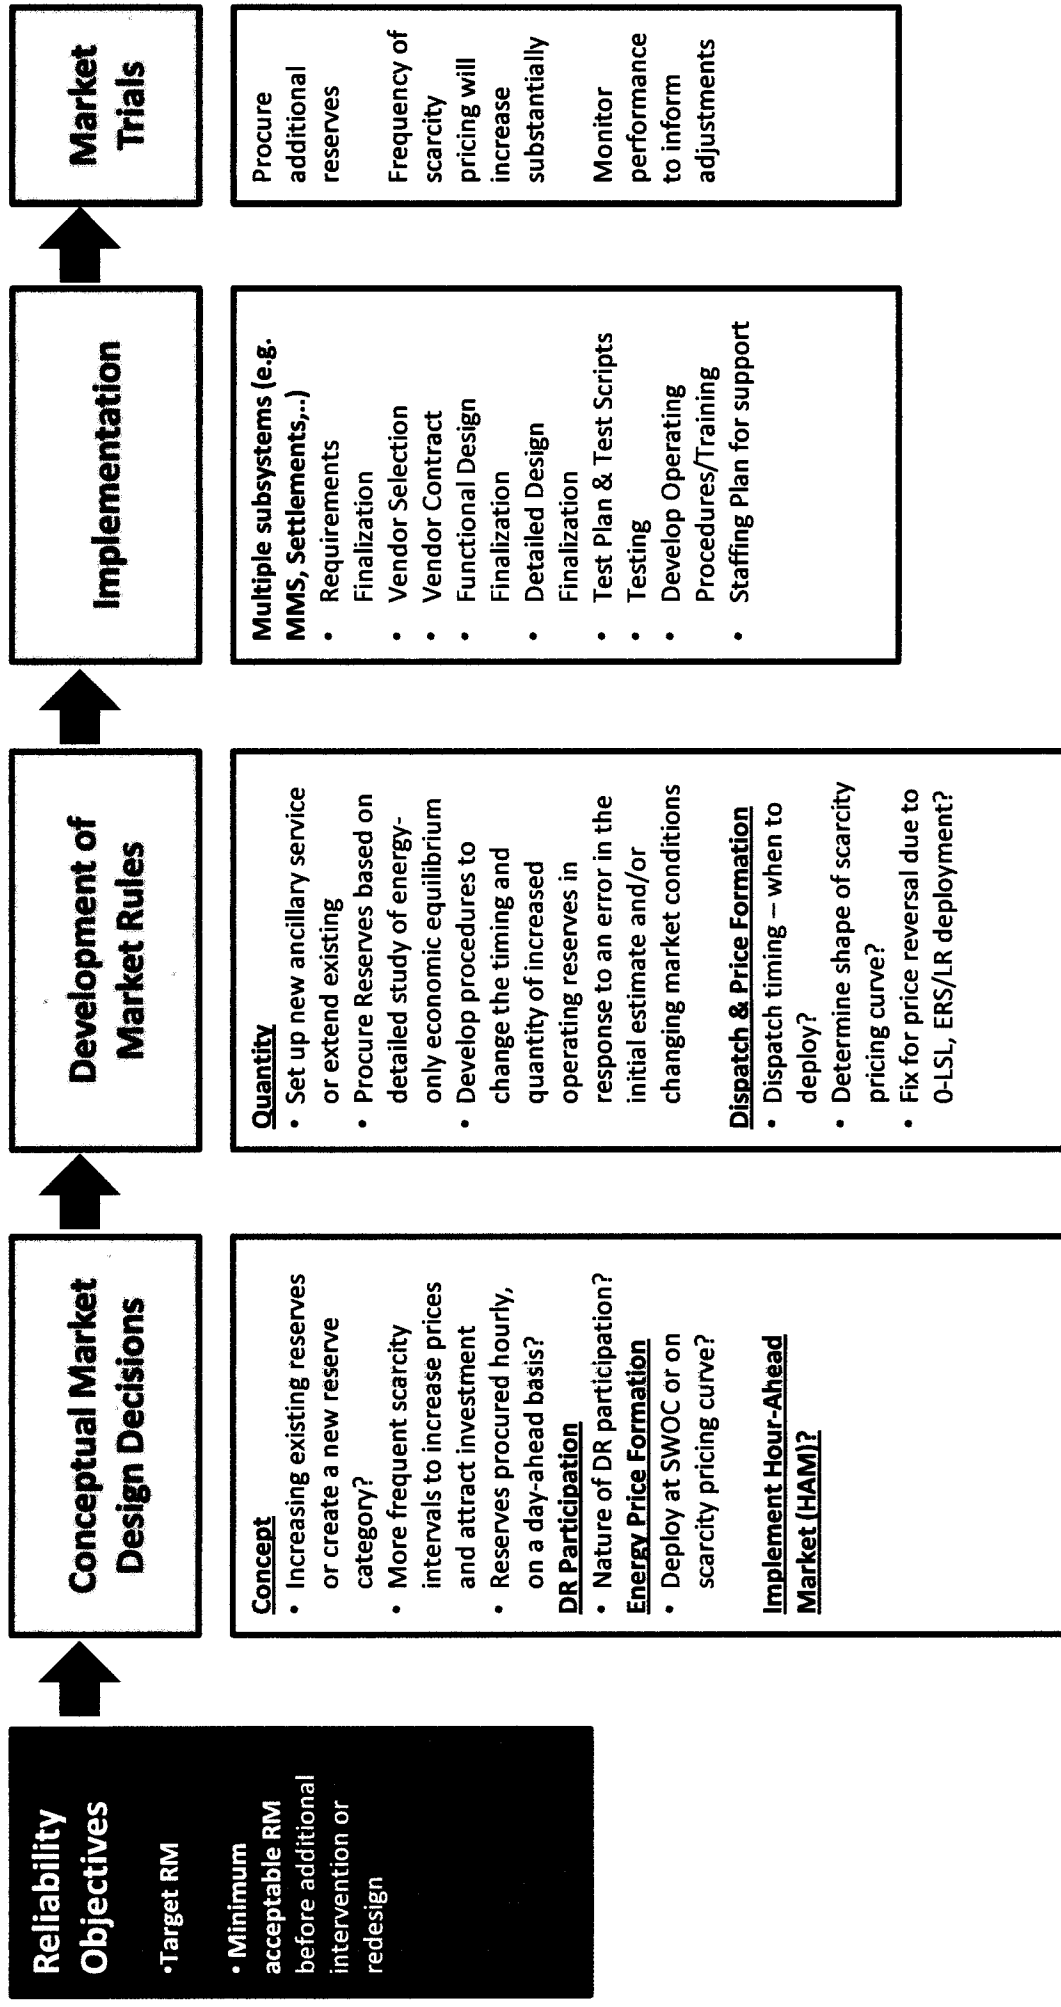 Reliability
Objectives
•Target RM
• Minimum
acceptable RM
before additional
intervention or
redesign
Conceptual Market
Design Decisions
Concept
• Increasing existing reserves
or create a new reserve
category?
• More frequent scarcity
intervals to increase prices
and attract investment
• Reserves procured hourly,
on a day-ahead basis?
DR Participation
• Nature of DR participation?
Energy Price Formation
• Deploy at SWOC or on
scarcity pricing curve?
Implement Hour-Ahead
Market (HAM)?
Development of
Market Rules
Quantity
• Set up new ancillary service
or extend existing
• Procure Reserves based on
detailed study of energy-
only economic equilibrium
• Develop procedures to
change the timing and
quantity of increased
operating reserves in
response to an error in the
initial estimate and/or
changing market conditions
Dispatch & Price Formation
• Dispatch timing – when to
deploy?
• Determine shape of scarcity
pricing curve?
• Fix for price reversal due to
0-LSL, ERS/LR deployment?
Implementation
Multiple subsystems (e.g.
MMS, Settlements,..)
• Requirements
Finalization
• Vendor Selection
• Vendor Contract
• Functional Design
Finalization
• Detailed Design
Finalization
• Test Plan & Test Scripts
• Testing
• Develop Operating
Procedures/Training
• Staffing Plan for support
Market
Trials
Procure
additional
reserves
Frequency of
scarcity
pricing will
increase
substantially
Monitor
performance
to inform
adjustments